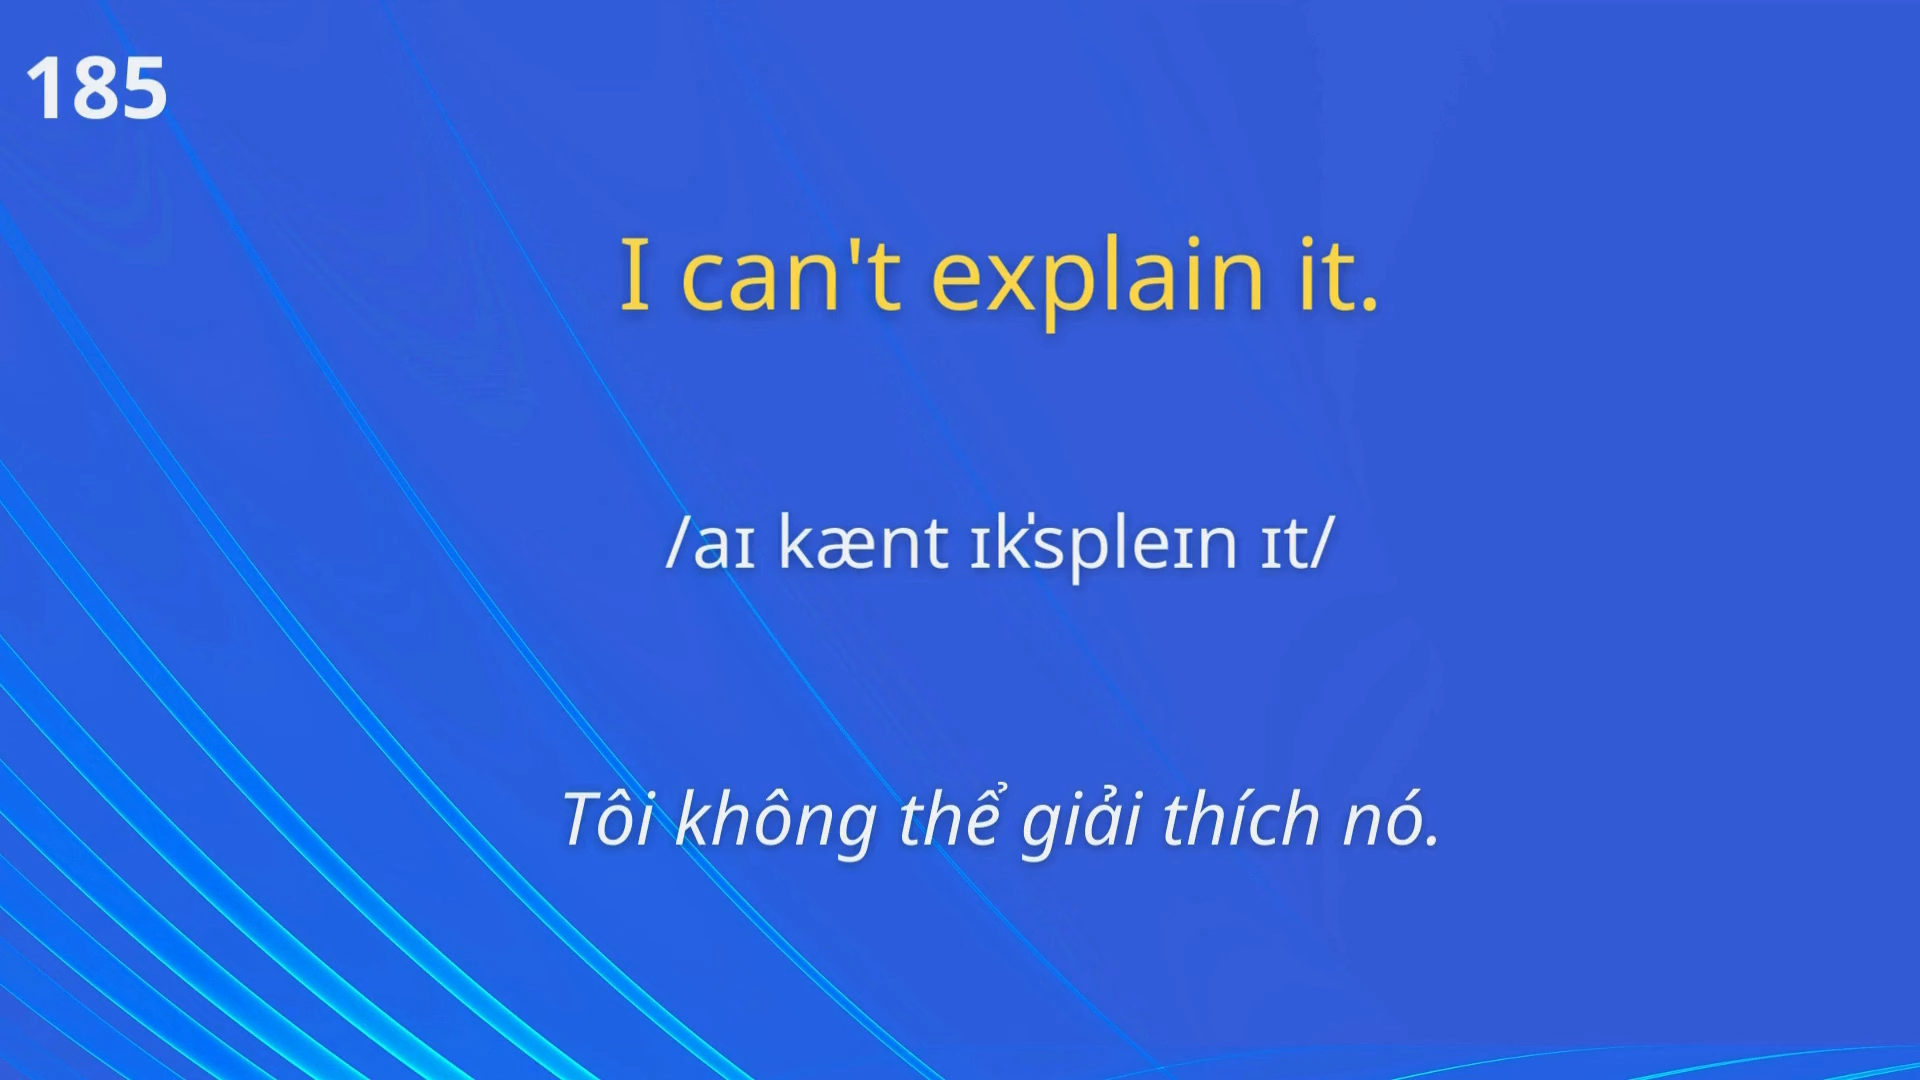 185
I can't explain it.
/aɪ kænt ɪkˈspleɪn ɪt/
Tôi không thể giải thích nó.